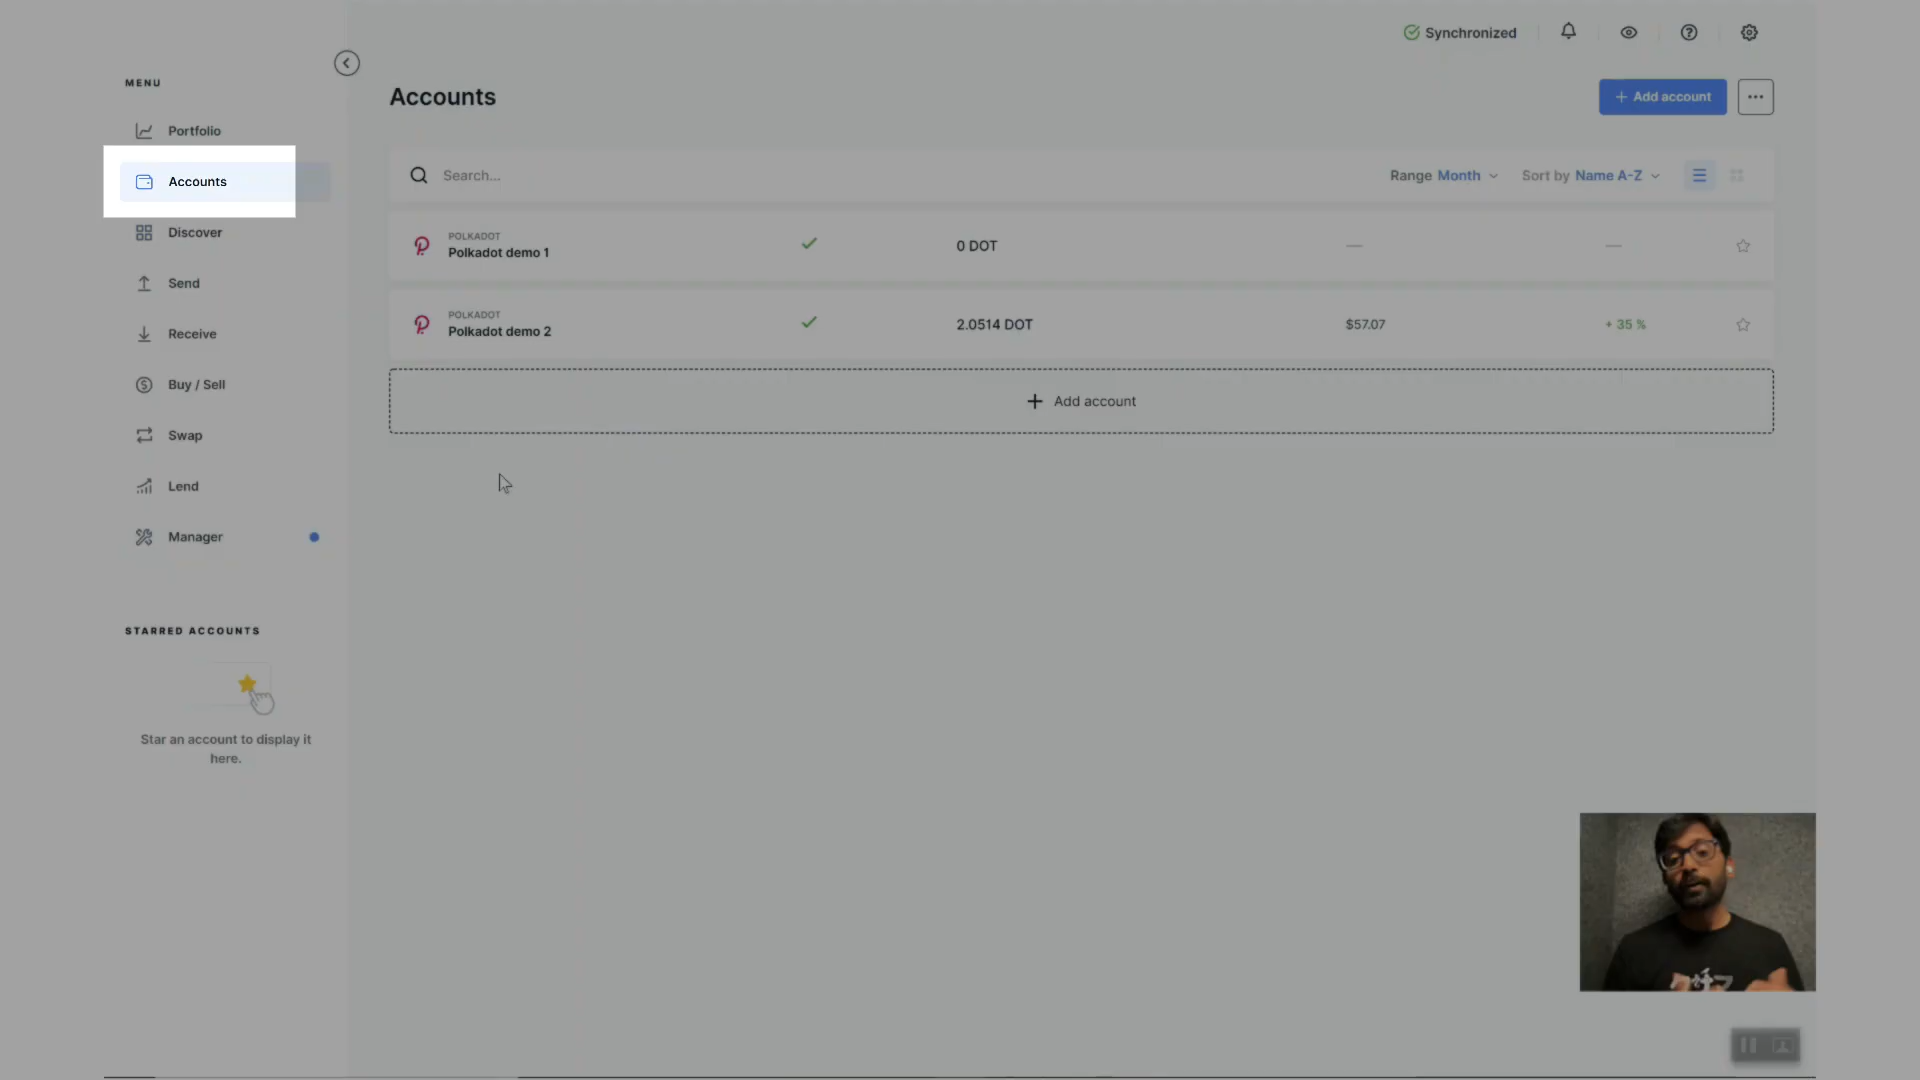 Synchronized
MENU
Accounts
+ Add account
Portfolio
Accounts
Search...
Range Month
Sort by Name A-Z
Discover
POLKADOT
Polkadot demo 1
0 DOT
Send
POLKADOT
Polkadot demo 2
2.0514 DOT
$57.07
+ 35 %
Receive
Buy / Sell
+ Add account
Swap
Lend
Manager
STARRED ACCOUNTS
Star an account to display it
here.